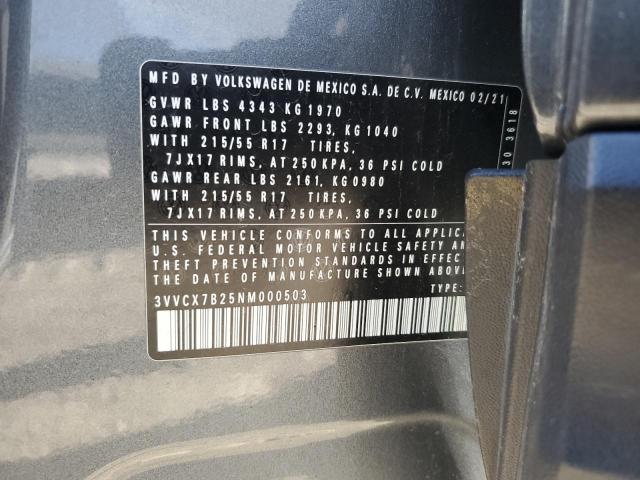 MFD BY VOLKSWAGEN DE MEXICO S.A. DE C.V. MEXICO 02/21
GVWR LBS 4343 KG 1970
GAWR FRONT LBS 2293, KG 1040
WITH 215/55 R17 TIRES,
7JX17 RIMS, AT 250 KPA, 36 PSI COLD
GAWR REAR LBS 2161, KG 0980
WITH 215/55 R17 TIRES,
7JX17 RIMS, AT 250 KPA, 36 PSI COLD
THIS VEHICLE CONFORMS TO ALL APPLIC
U.S. FEDERAL MOTOR VEHICLE SAFETY AN
THEFT PREVENTION STANDARDS IN EFFEC
THE DATE OF MANUFACTURE SHOWN ABOV
3VVCX7B25NM000503 TYPE:
30 3618